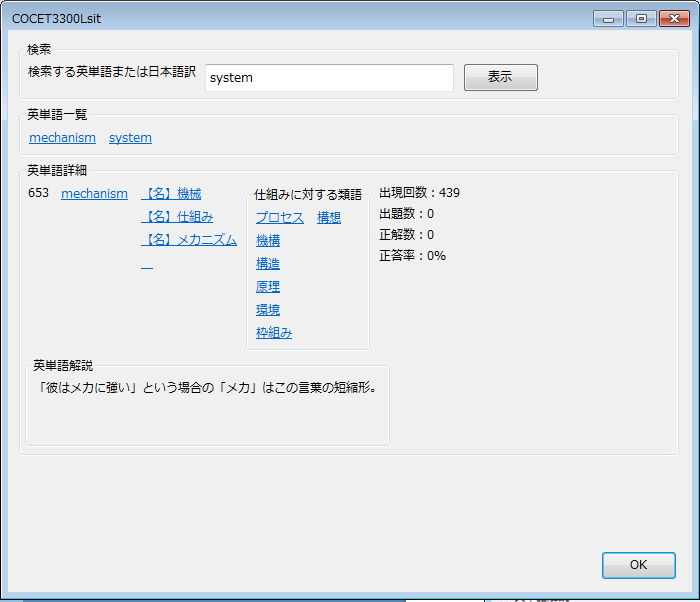 COCET3300Lsit
検索
検索する英単語または日本語訳 system 表示
英単語一覧
mechanism system
英単語詳細
653 mechanism 【名】機械
【名】仕組み
【名】メカニズム
仕組みに対する類語
プロセス 構想
機構
構造
原理
環境
枠組み
出現回数：439
出題数：0
正解数：0
正答率：0%
英単語解説
「彼はメカに強い」という場合の「メカ」はこの言葉の短縮形。
OK